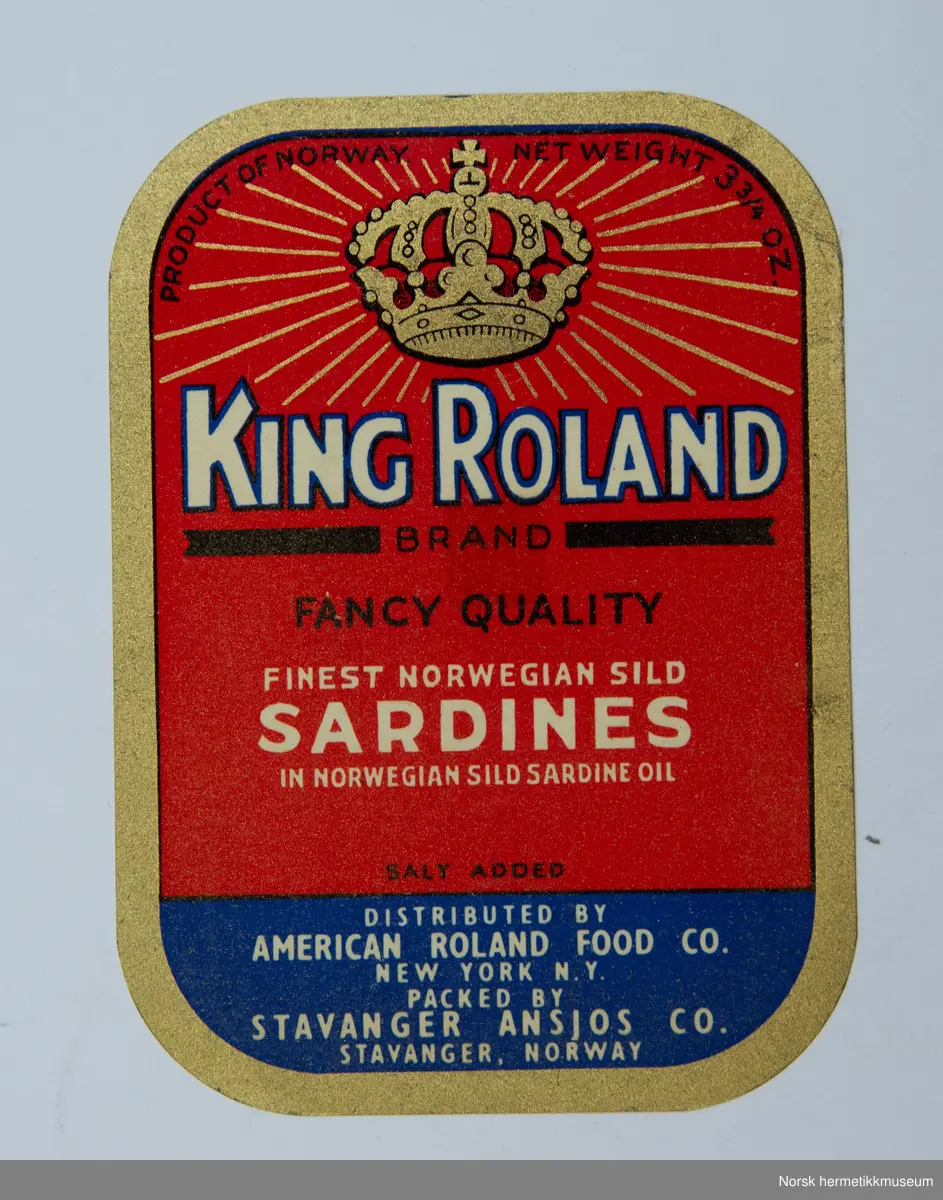 PRODUCT OF NORWAY. NET WEIGHT 3 3/4 OZ.
KING ROLAND
BRAND
FANCY QUALITY
FINEST NORWEGIAN SILD
SARDINES
IN NORWEGIAN SILD SARDINE OIL
SALT ADDED
DISTRIBUTED BY
AMERICAN ROLAND FOOD CO.
NEW YORK N.Y.
PACKED BY
STAVANGER ANSJOS CO.
STAVANGER, NORWAY
Norsk hermetikkmuseum